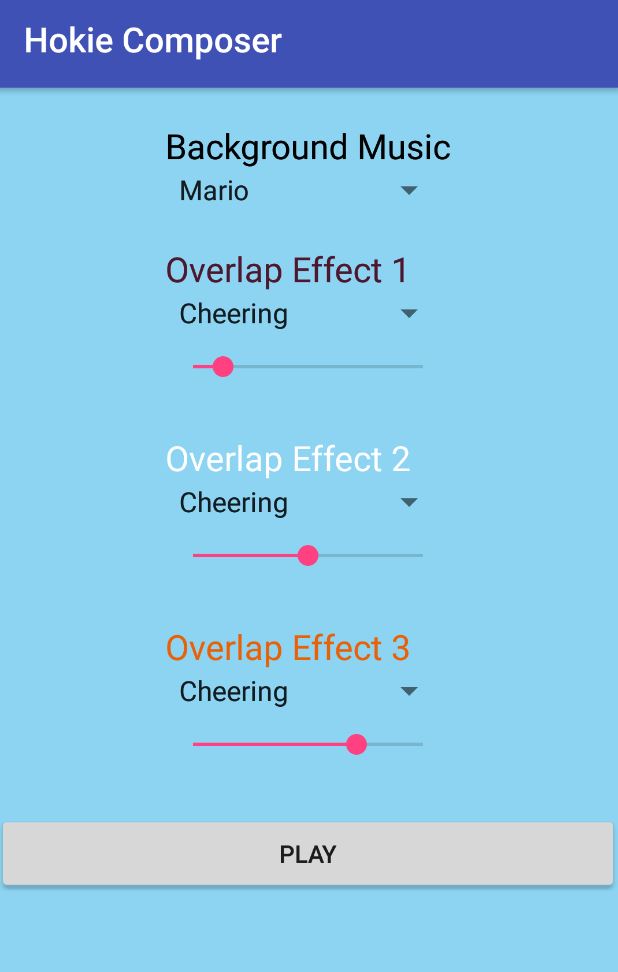 Hokie Composer
Background Music
Mario
Overlap Effect 1
Cheering
Overlap Effect 2
Cheering
Overlap Effect 3
Cheering
PLAY